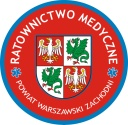 RATOWNICTWO MEDYCZNE
POWIAT WARSZAWSKI ZACHODNI